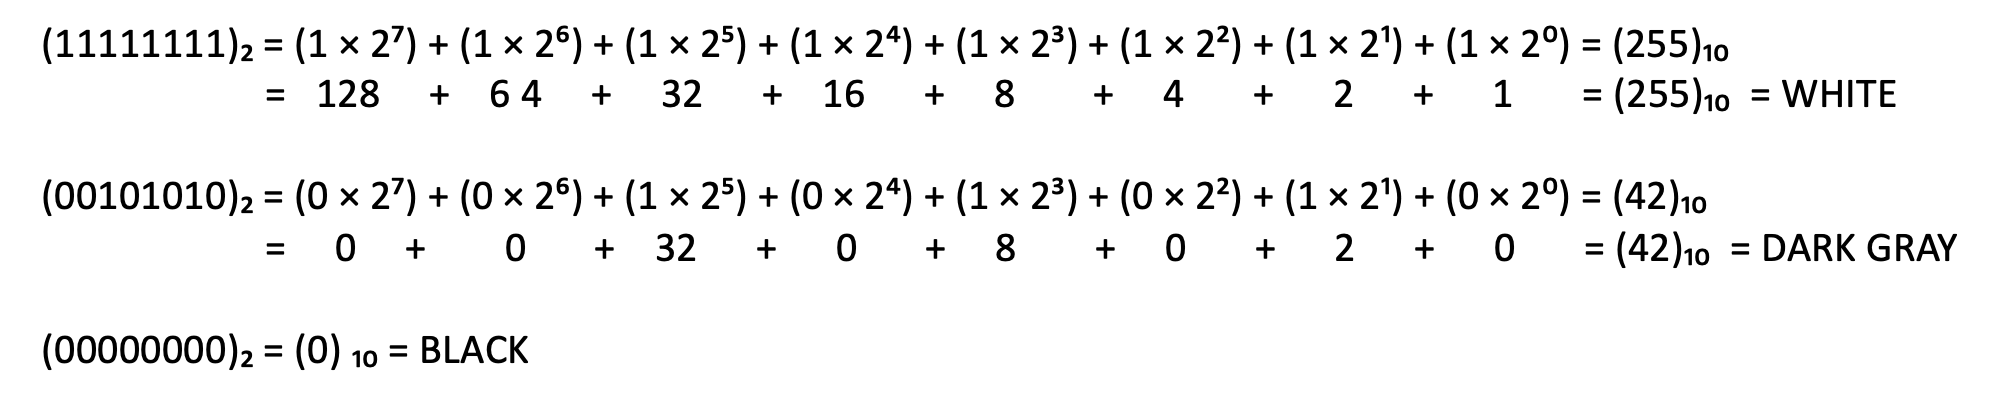 (11111111)₂ = (1 × 2⁷) + (1 × 2⁶) + (1 × 2⁵) + (1 × 2⁴) + (1 × 2³) + (1 × 2²) + (1 × 2¹) + (1 × 2⁰) = (255)₁₀
= 128 + 6 4 + 32 + 16 + 8 + 4 + 2 + 1 = (255)₁₀ = WHITE
(00101010)₂ = (0 × 2⁷) + (0 × 2⁶) + (1 × 2⁵) + (0 × 2⁴) + (1 × 2³) + (0 × 2²) + (1 × 2¹) + (0 × 2⁰) = (42)₁₀
= 0 + 0 + 32 + 0 + 8 + 0 + 2 + 0 = (42)₁₀ = DARK GRAY
(00000000)₂ = (0) ₁₀ = BLACK